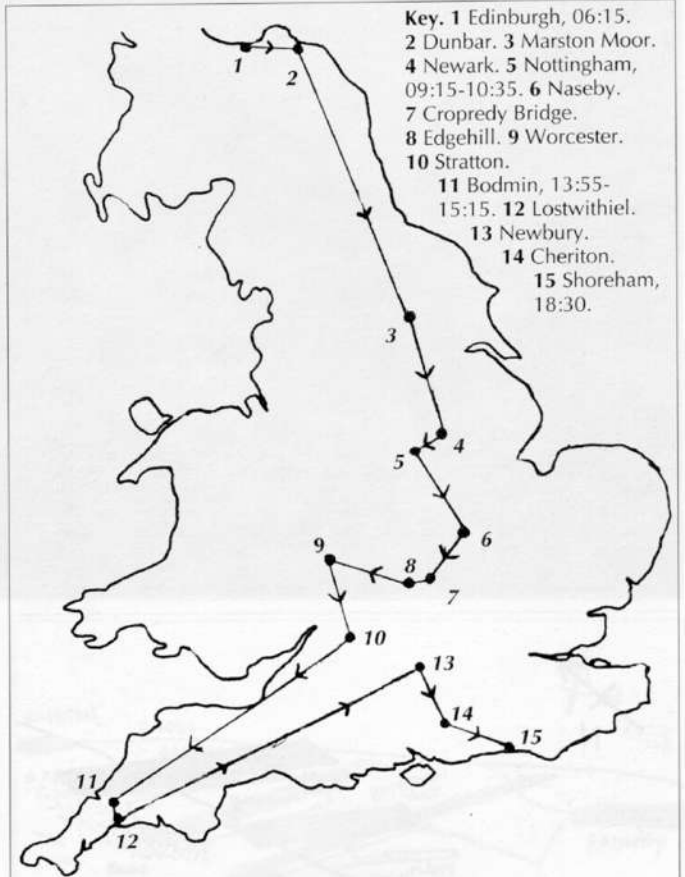 Key. 1 Edinburgh, 06:15.
2 Dunbar. 3 Marston Moor.
4 Newark. 5 Nottingham,
09:15-10:35. 6 Naseby.
7 Cropredy Bridge.
8 Edgehill. 9 Worcester.
10 Stratton.
11 Bodmin, 13:55-
15:15. 12 Lostwithiel.
13 Newbury.
14 Cheriton.
15 Shoreham,
18:30.
1
2
3
4
5
6
7
8
9
10
13
14
15
11
12